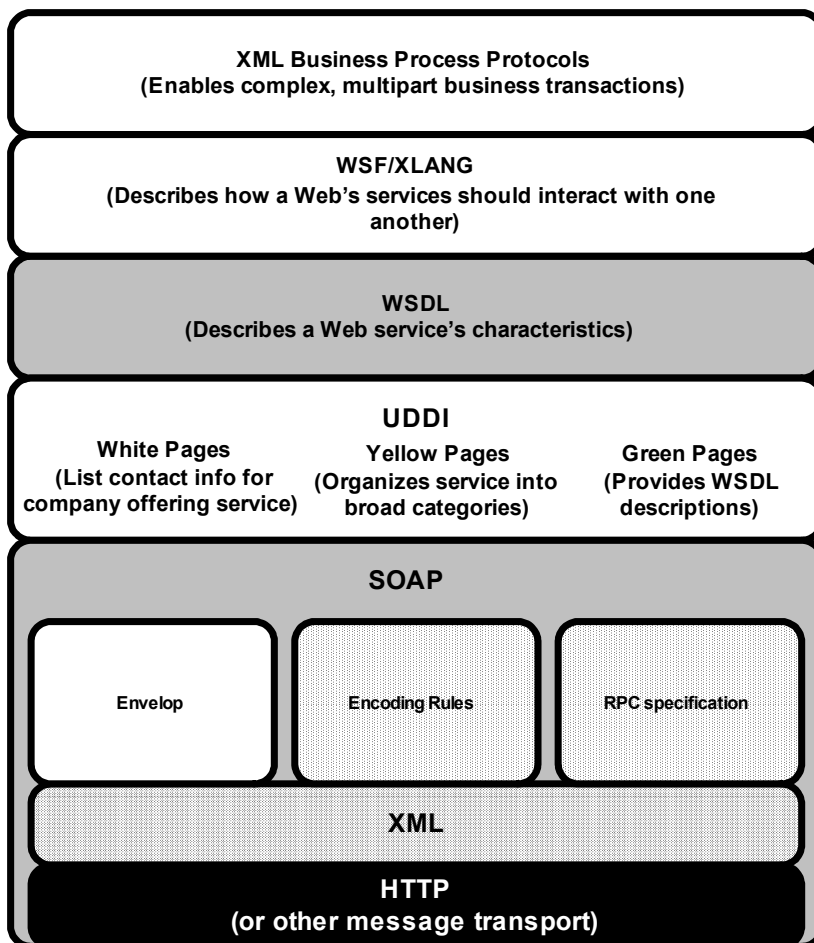 XML Business Process Protocols
(Enables complex, multipart business transactions)
WSF/XLANG
(Describes how a Web's services should interact with one
another)
WSDL
(Describes a Web service's characteristics)
UDDI
White Pages
(List contact info for
company offering service)
Yellow Pages
(Organizes service into
broad categories)
Green Pages
(Provides WSDL
descriptions)
SOAP
Envelop
Encoding Rules
RPC specification
XML
HTTP
(or other message transport)